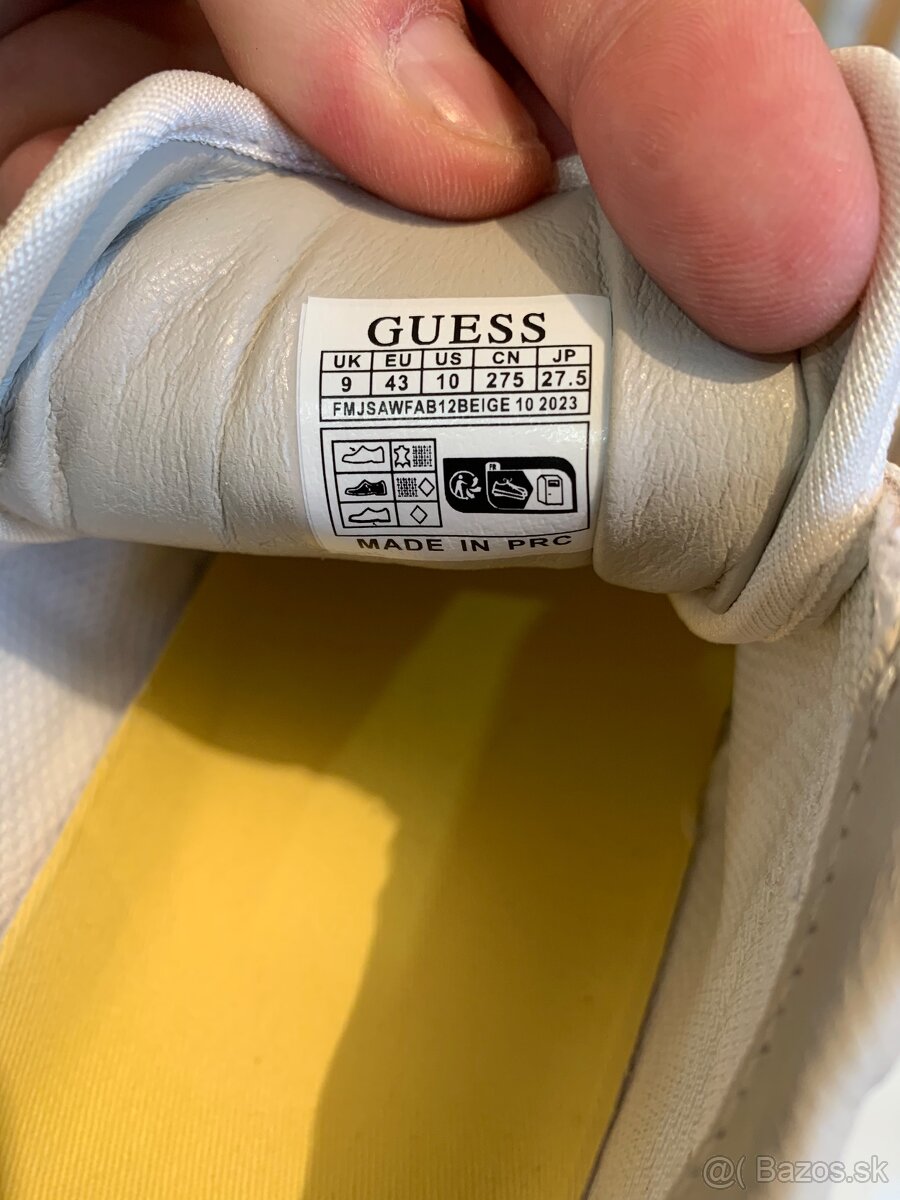 GUESS
UK EU US CN JP
9 43 10 275 27.5
FMJSAWFAB12BEIGE 10 2023
FR
MADE IN PRC
@( Bazos.sk